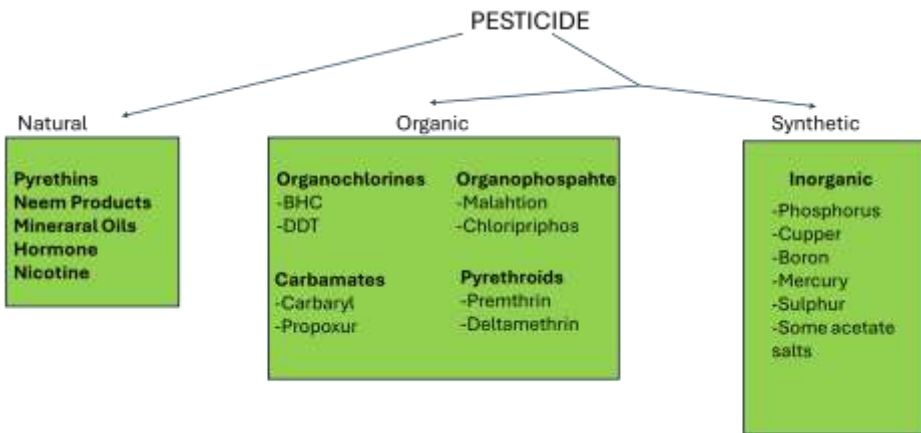 PESTICIDE
Natural
Organic
Synthetic
Pyrethins
Neem Products
Mineraral Oils
Hormone
Nicotine
Organochlorines
-BHC
-DDT
Organophospahte
-Malahtion
-Chloripriphos
Carbamates
-Carbaryl
-Propoxur
Pyrethroids
-Premthrin
-Deltamethrin
Inorganic
-Phosphorus
-Cupper
-Boron
-Mercury
-Sulphur
-Some acetate
salts